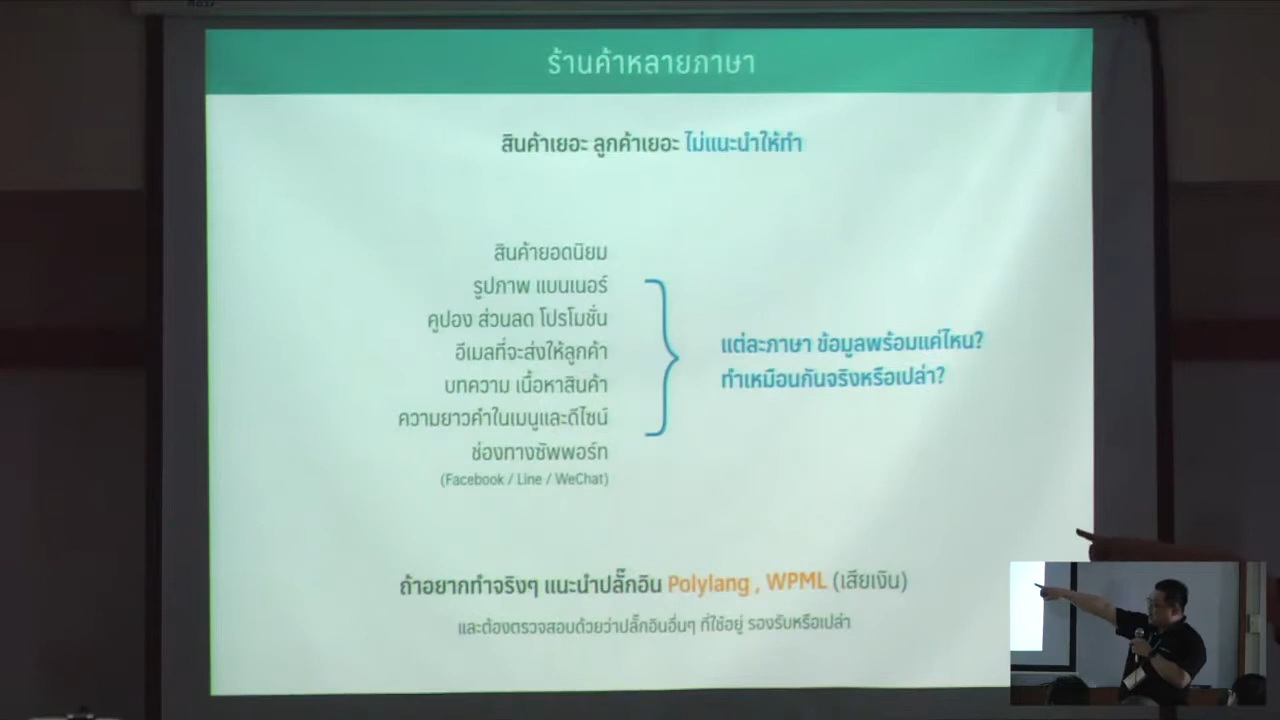 ร้านค้าหลายภาษา
สินค้าเยอะ ลูกค้าเยอะ ไม่แนะนำให้ทำ
สินค้ายอดนิยม
รูปภาพ แบนเนอร์
คูปอง ส่วนลด โปรโมชั่น
อีเมลที่จะส่งให้ลูกค้า
บทความ เนื้อหาสินค้า
ความยาวคำในเมนูและดีไซน์
ช่องทางซัพพอร์ท
(Facebook / Line / WeChat)
แต่ละภาษา ข้อมูลพร้อมแค่ไหน?
ทำเหมือนกันจริงหรือเปล่า?
ถ้าอยากทำจริงๆ แนะนำปลั๊กอิน Polylang , WPML (เสียเงิน)
และต้องตรวจสอบด้วยว่าปลั๊กอินอื่นๆ ที่ใช้อยู่ รองรับหรือเปล่า